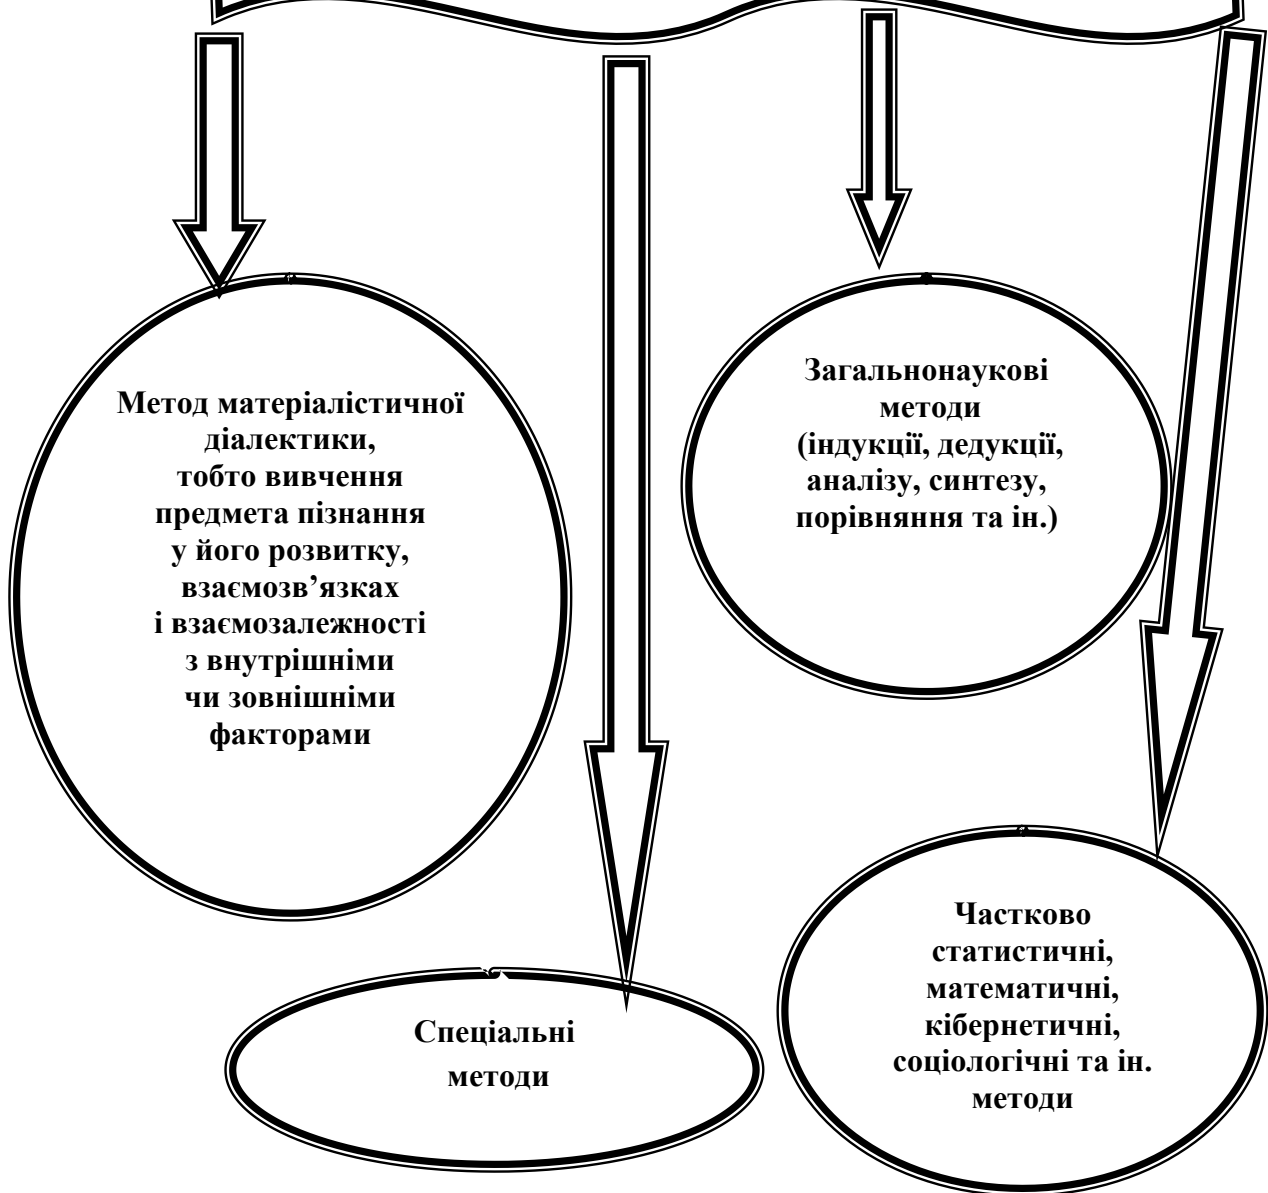 Метод матеріалістичної
діалектики,
тобто вивчення
предмета пізнання
у його розвитку,
взаємозв’язках
і взаємозалежності
з внутрішніми
чи зовнішніми
факторами
Загальнонаукові
методи
(індукції, дедукції,
аналізу, синтезу,
порівняння та ін.)
Спеціальні
методи
Частково
статистичні,
математичні,
кібернетичні,
соціологічні та ін.
методи